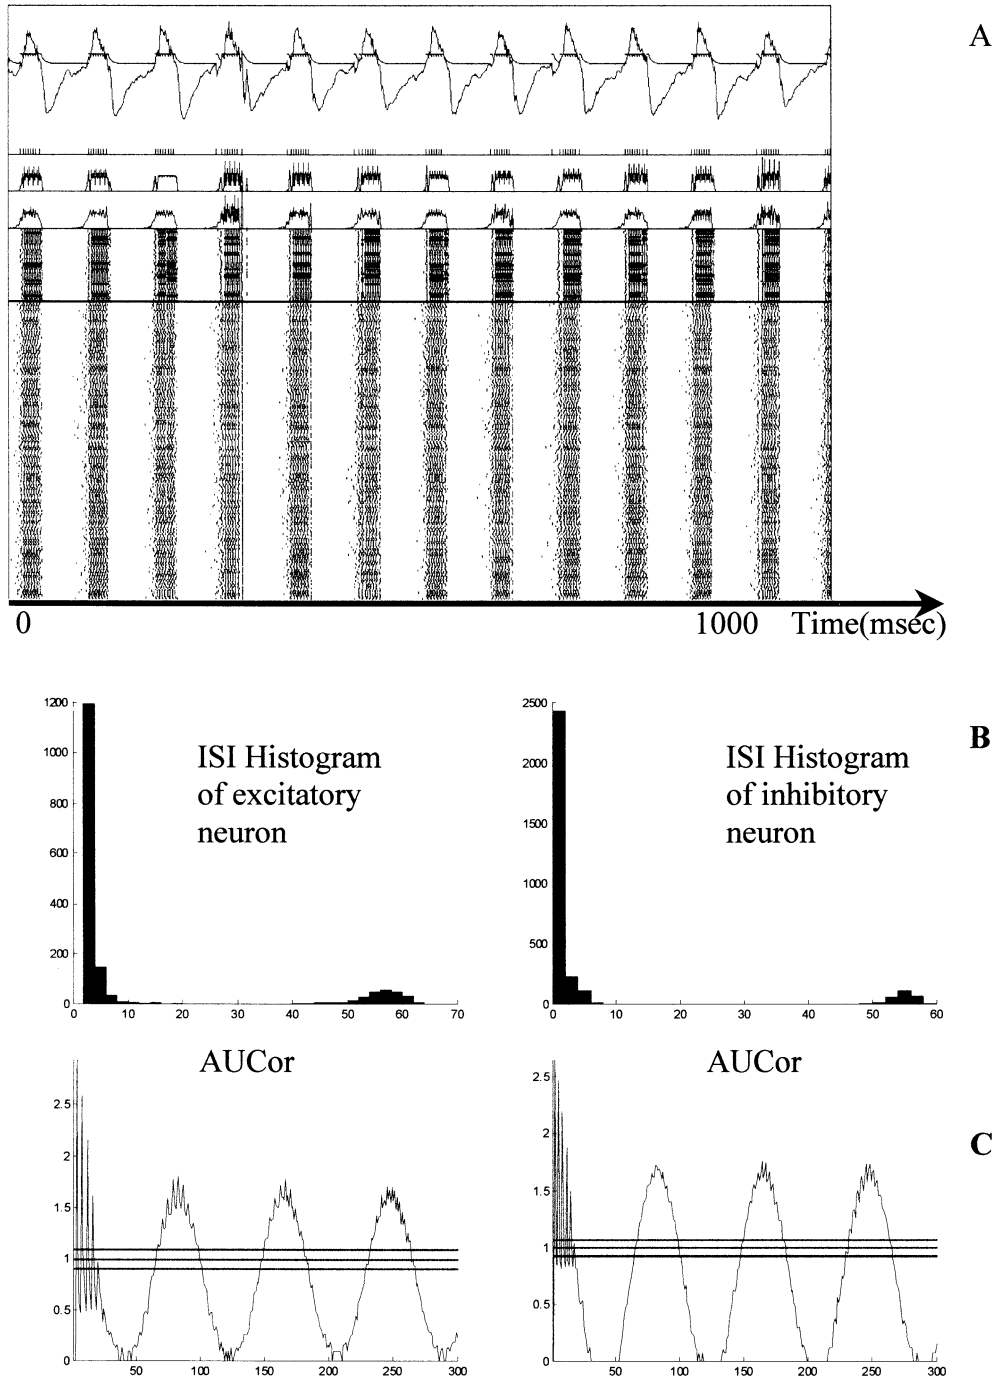 A
0 1000 Time(msec)
B
1200
1000
800
600
400
200
0
0 10 20 30 40 50 60 70
ISI Histogram
of excitatory
neuron
2500
2000
1500
1000
500
0
0 10 20 30 40 50 60
ISI Histogram
of inhibitory
neuron
C
AUCor
2.5
2
1.5
1
0.5
0
50 100 150 200 250 300
AUCor
2.5
2
1.5
1
0.5
0
50 100 150 200 250 300